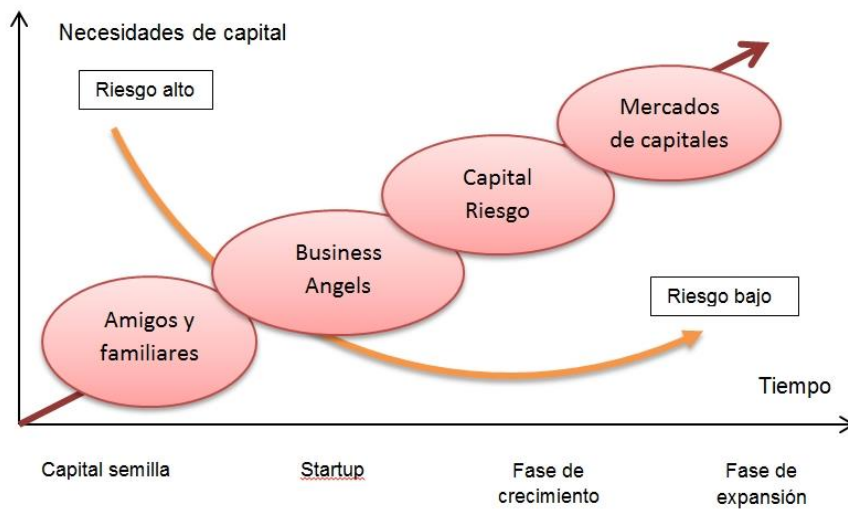 Necesidades de capital
Riesgo alto
Mercados
de capitales
Capital
Riesgo
Business
Angels
Amigos y
familiares
Riesgo bajo
Tiempo
Capital semilla
Startup
Fase de
crecimiento
Fase de
expansión